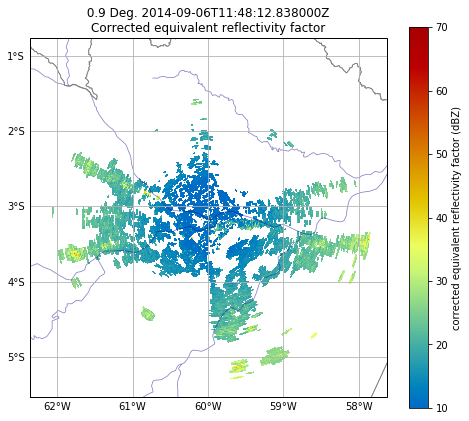 0.9 Deg. 2014-09-06T11:48:12.838000Z
Corrected equivalent reflectivity factor
1°S
2°S
3°S
4°S
5°S
62°W 61°W 60°W 59°W 58°W
70
60
50
40
30
20
10
corrected equivalent reflectivity factor (dBZ)